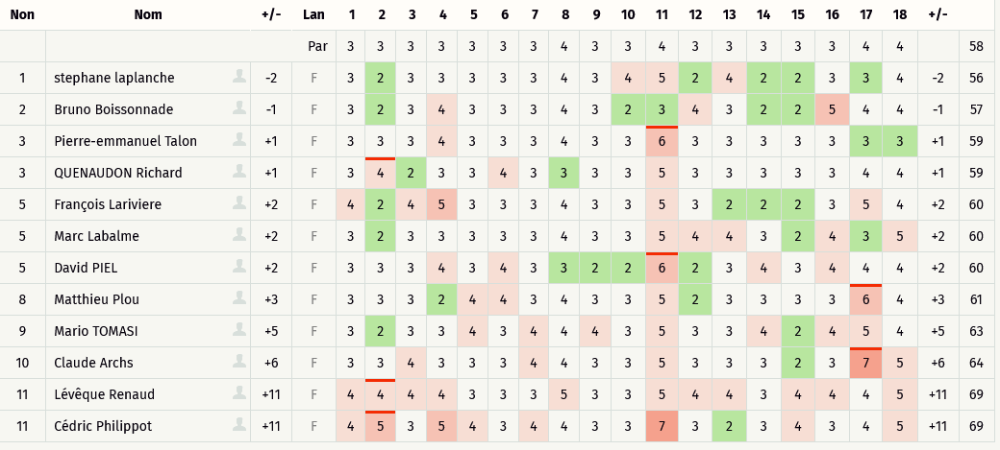 Non Nom +/- Lan 1 2 3 4 5 6 7 8 9 10 11 12 13 14 15 16 17 18 +/-
Par 3 3 3 3 3 3 3 4 3 3 4 3 3 3 3 3 4 4 58
1 stephane laplanche -2 F 3 2 3 3 3 3 3 4 3 4 5 2 4 2 2 3 3 4 -2 56
2 Bruno Boissonnade -1 F 3 2 3 4 3 3 3 4 3 2 3 4 3 2 2 5 4 4 -1 57
3 Pierre-emmanuel Talon +1 F 3 3 3 4 3 3 3 4 3 3 6 3 3 3 3 3 3 3 +1 59
3 QUENAUDON Richard +1 F 3 4 2 3 3 4 3 3 3 3 5 3 3 3 3 3 4 4 +1 59
5 François Lariviere +2 F 4 2 4 5 3 3 3 4 3 3 5 3 2 2 2 3 5 4 +2 60
5 Marc Labalme +2 F 3 2 3 3 3 3 3 4 3 3 5 4 4 3 2 4 3 5 +2 60
5 David PIEL +2 F 3 3 3 4 3 4 3 3 2 2 6 2 3 4 3 4 4 4 +2 60
8 Matthieu Plou +3 F 3 3 3 2 4 4 3 4 3 3 5 2 3 3 3 3 6 4 +3 61
9 Mario TOMASI +5 F 3 2 3 3 4 3 4 4 4 3 5 3 3 4 2 4 5 4 +5 63
10 Claude Archs +6 F 3 3 4 3 3 3 4 4 3 3 5 3 3 3 2 3 7 5 +6 64
11 Lévêque Renaud +11 F 4 4 4 4 3 3 3 5 3 3 5 4 4 3 4 4 4 5 +11 69
11 Cédric Philippot +11 F 4 5 3 5 4 3 4 4 3 3 7 3 2 3 4 3 4 5 +11 69